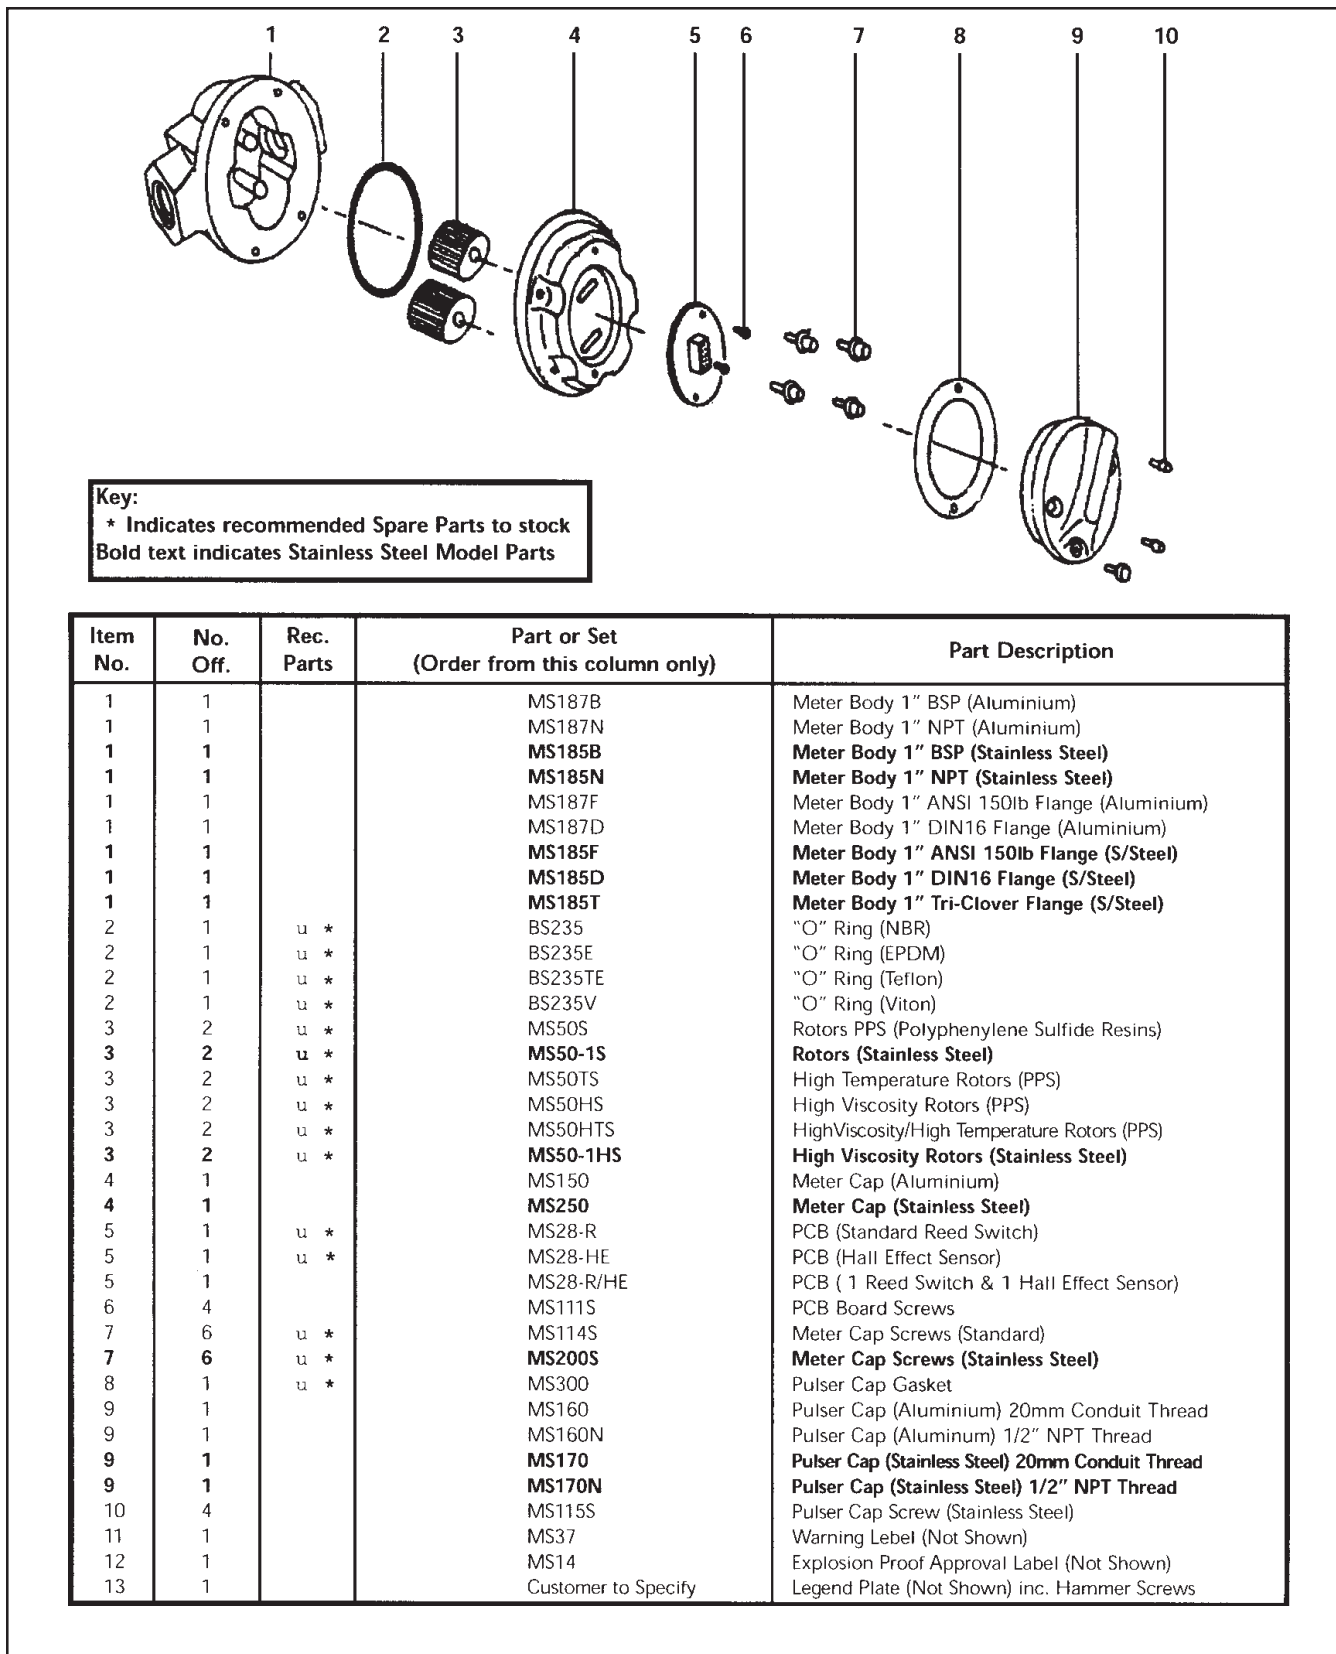 1 2 3 4 5 6 7 8 9 10
Key:
* Indicates recommended Spare Parts to stock
Bold text indicates Stainless Steel Model Parts
Item No. No. Off. Rec. Parts Part or Set (Order from this column only) Part Description
1 1 MS187B Meter Body 1" BSP (Aluminium)
1 1 MS187N Meter Body 1" NPT (Aluminium)
1 1 MS185B Meter Body 1" BSP (Stainless Steel)
1 1 MS185N Meter Body 1" NPT (Stainless Steel)
1 1 MS187F Meter Body 1" ANSI 150lb Flange (Aluminium)
1 1 MS187D Meter Body 1" DIN16 Flange (Aluminium)
1 1 MS185F Meter Body 1" ANSI 150lb Flange (S/Steel)
1 1 MS185D Meter Body 1" DIN16 Flange (S/Steel)
1 1 MS185T Meter Body 1" Tri-Clover Flange (S/Steel)
2 1 u * BS235 "O" Ring (NBR)
2 1 u * BS235E "O" Ring (EPDM)
2 1 u * BS235TE "O" Ring (Teflon)
2 1 u * BS235V "O" Ring (Viton)
3 2 u * MS50S Rotors PPS (Polyphenylene Sulfide Resins)
3 2 u * MS50-1S Rotors (Stainless Steel)
3 2 u * MS50TS High Temperature Rotors (PPS)
3 2 u * MS50HS High Viscosity Rotors (PPS)
3 2 u * MS50HTS HighViscosity/High Temperature Rotors (PPS)
3 2 u * MS50-1HS High Viscosity Rotors (Stainless Steel)
4 1 MS150 Meter Cap (Aluminium)
4 1 MS250 Meter Cap (Stainless Steel)
5 1 u * MS28-R PCB (Standard Reed Switch)
5 1 u * MS28-HE PCB (Hall Effect Sensor)
5 1 MS28-R/HE PCB ( 1 Reed Switch & 1 Hall Effect Sensor)
6 4 MS111S PCB Board Screws
7 6 u * MS114S Meter Cap Screws (Standard)
7 6 u * MS200S Meter Cap Screws (Stainless Steel)
8 1 u * MS300 Pulser Cap Gasket
9 1 MS160 Pulser Cap (Aluminium) 20mm Conduit Thread
9 1 MS160N Pulser Cap (Aluminum) 1/2" NPT Thread
9 1 MS170 Pulser Cap (Stainless Steel) 20mm Conduit Thread
9 1 MS170N Pulser Cap (Stainless Steel) 1/2" NPT Thread
10 4 MS115S Pulser Cap Screw (Stainless Steel)
11 1 MS37 Warning Lebel (Not Shown)
12 1 MS14 Explosion Proof Approval Label (Not Shown)
13 1 Customer to Specify Legend Plate (Not Shown) inc. Hammer Screws